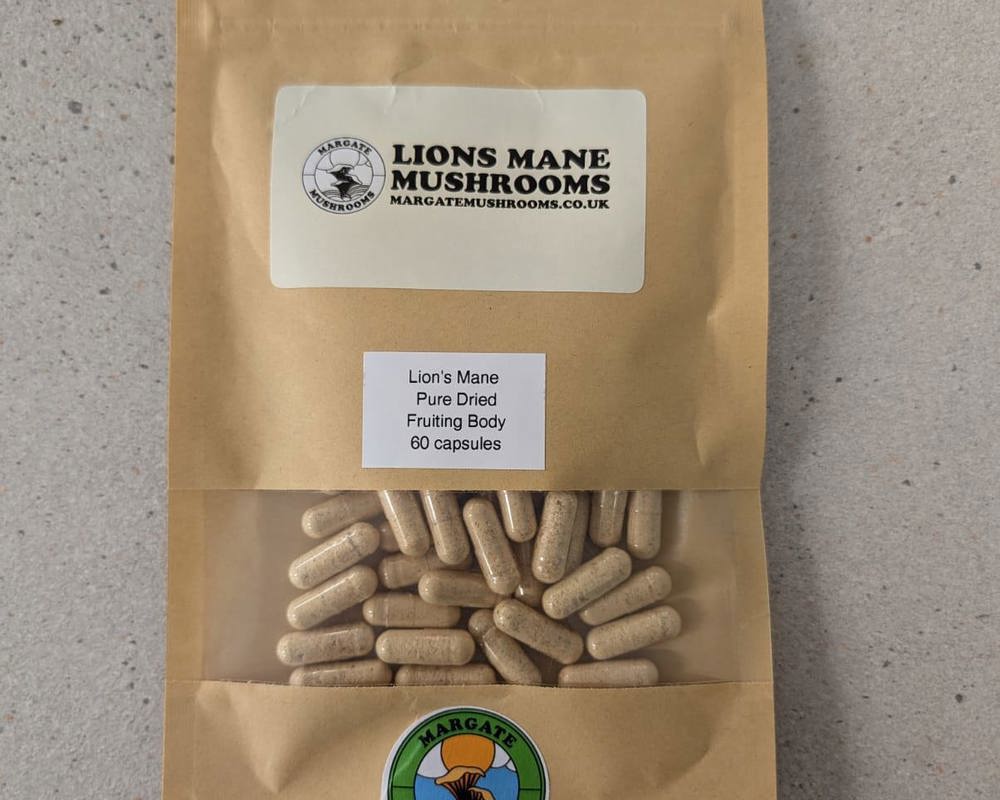 MARGATE
MUSHROOMS
LIONS MANE
MUSHROOMS
MARGATEMUSHROOMS.CO.UK
Lion's Mane
Pure Dried
Fruiting Body
60 capsules
MARGATE